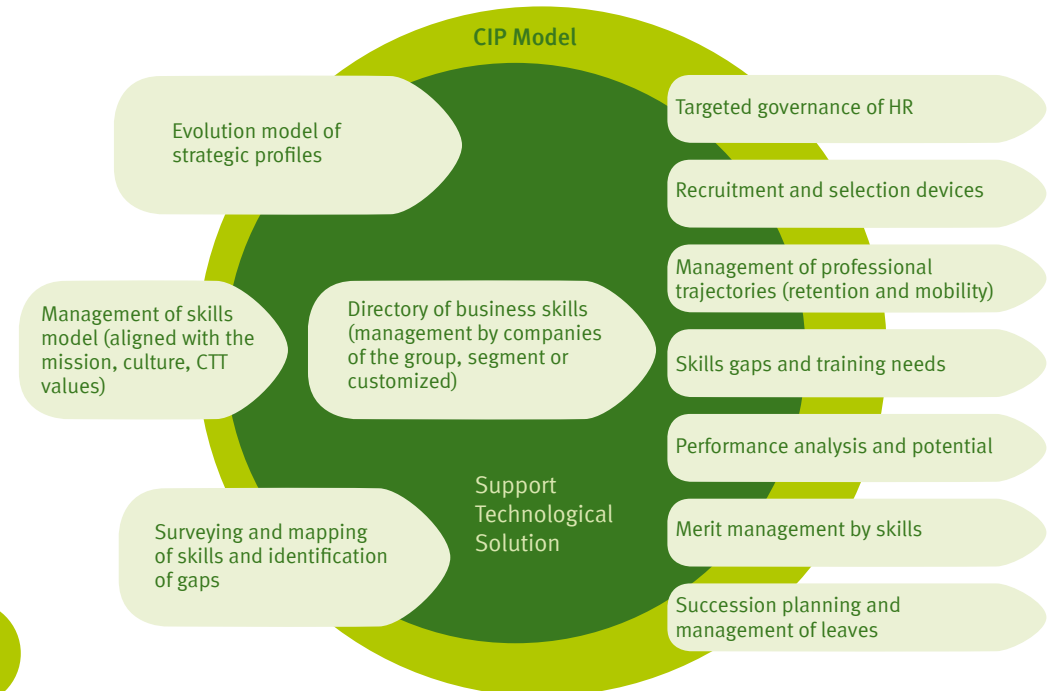 CIP Model
Evolution model of
strategic profiles
Management of skills
model (aligned with the
mission, culture, CTT
values)
Surveying and mapping
of skills and identification
of gaps
Directory of business skills
(management by companies
of the group, segment or
customized)
Support
Technological
Solution
Targeted governance of HR
Recruitment and selection devices
Management of professional
trajectories (retention and mobility)
Skills gaps and training needs
Performance analysis and potential
Merit management by skills
Succession planning and
management of leaves